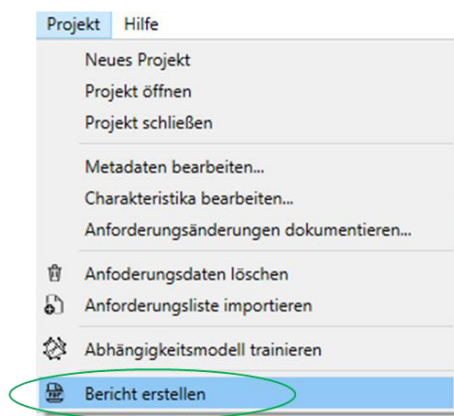 Projekt Hilfe
Neues Projekt
Projekt öffnen
Projekt schließen
Metadaten bearbeiten...
Charakteristika bearbeiten...
Anforderungsänderungen dokumentieren...
Anfoderungsdaten löschen
Anforderungsliste importieren
Abhängigkeitsmodell trainieren
Bericht erstellen